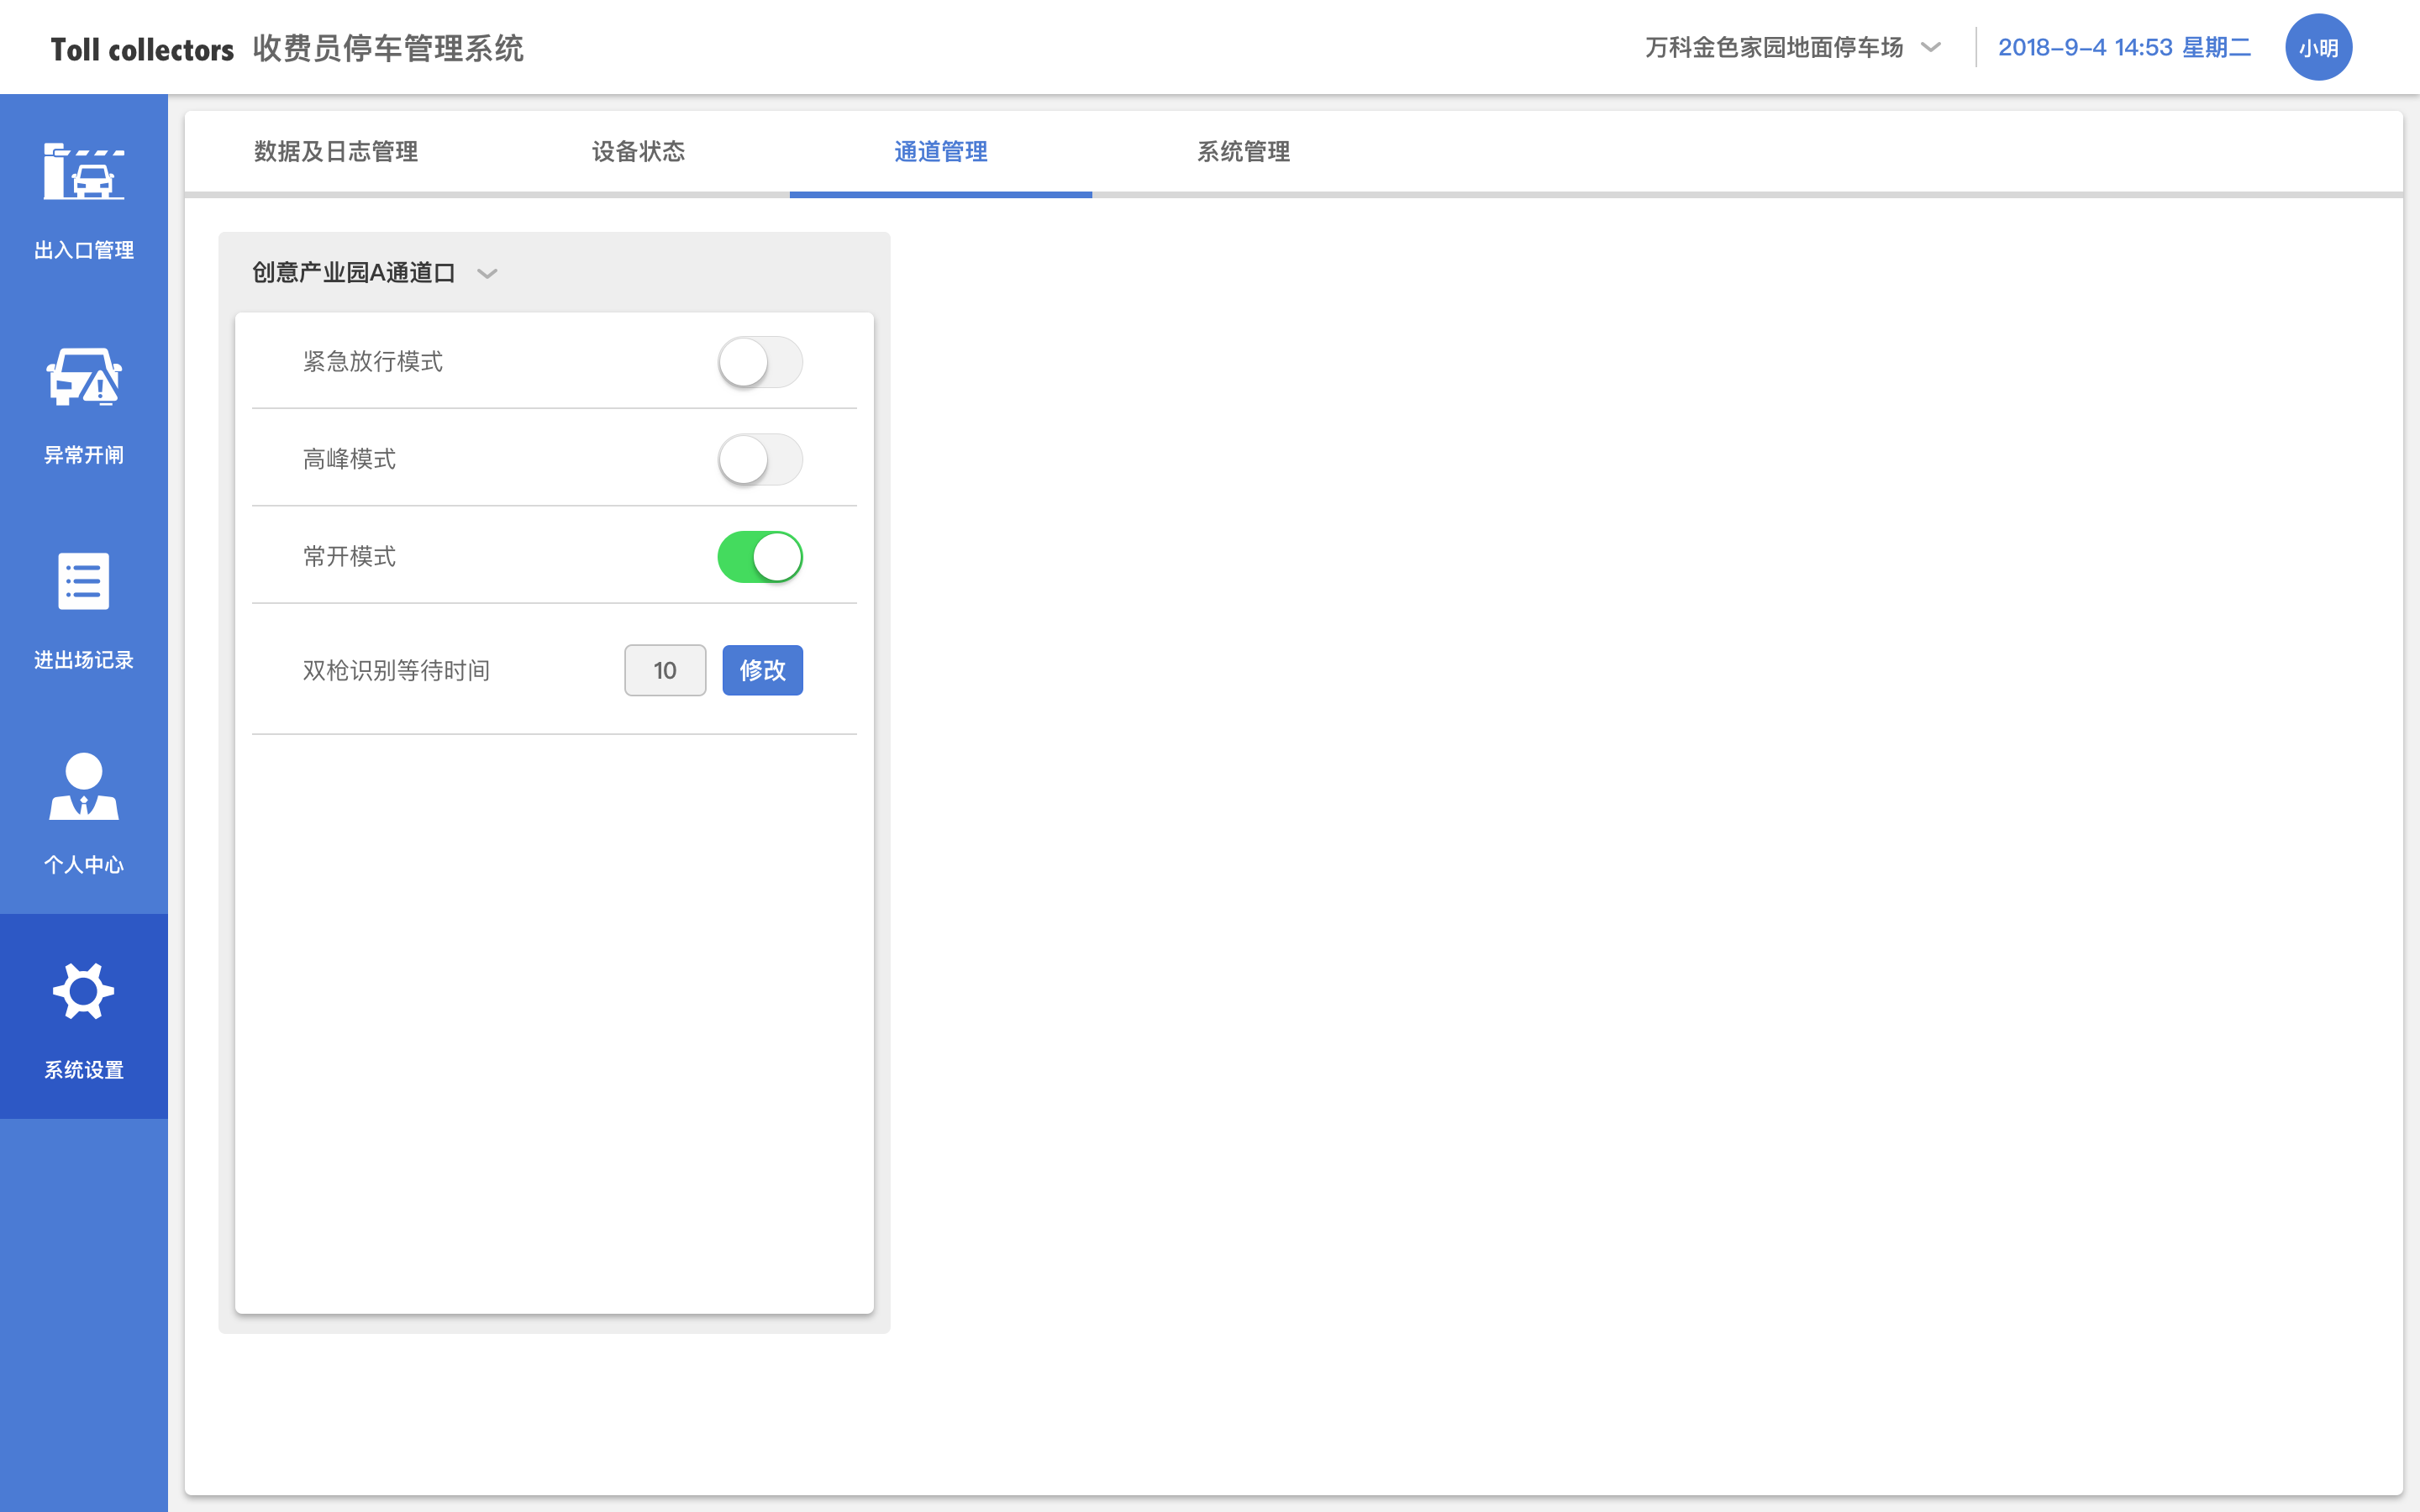 Toll collectors 收费员停车管理系统
万科金色家园地面停车场
2018-9-4 14:53 星期二
小明
出入口管理
异常开闸
进出场记录
个人中心
系统设置
数据及日志管理
设备状态
通道管理
系统管理
创意产业园A通道口
紧急放行模式
高峰模式
常开模式
双枪识别等待时间 10 修改